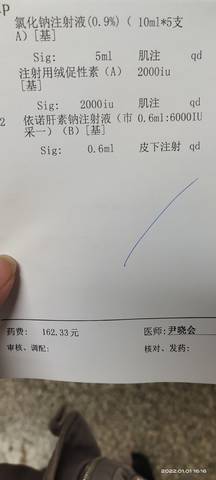 .p
氯化钠注射液(0.9%) ( 10ml*5支
A) [基]
Sig: 5ml 肌注 qd
注射用绒促性素(A) 2000iu
[基]
Sig: 2000iu 肌注 qd
2 依诺肝素钠注射液(市 0.6ml:6000IU
采一) (B) [基]
Sig: 0.6ml 皮下注射 qd
药费: 162.33 元 医师: 尹晓会
审核、调配: 核对、发药:
2022.01.01 16:16